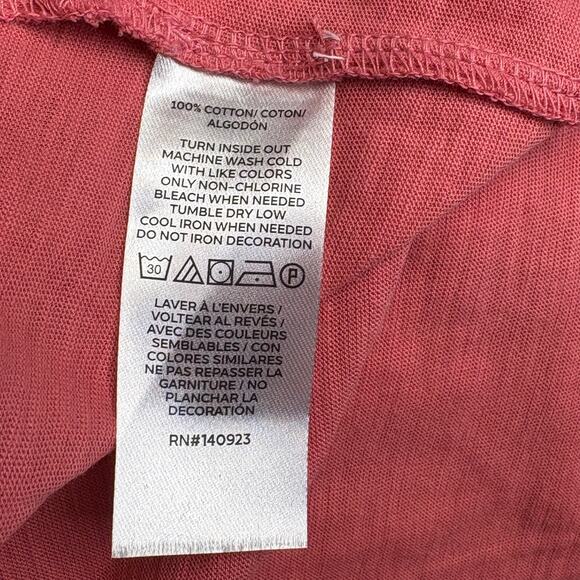 100% COTTON/ COTON/
ALGODÓN
TURN INSIDE OUT
MACHINE WASH COLD
WITH LIKE COLORS
ONLY NON-CHLORINE
BLEACH WHEN NEEDED
TUMBLE DRY LOW
COOL IRON WHEN NEEDED
DO NOT IRON DECORATION
30 P
LAVER À L'ENVERS/
VOLTEAR AL REVÉS /
AVEC DES COULEURS
SEMBLABLES / CON
COLORES SIMILARES
NE PAS REPASSER LA
GARNITURE / NO
PLANCHAR LA
DECORATIÓN
RN#140923